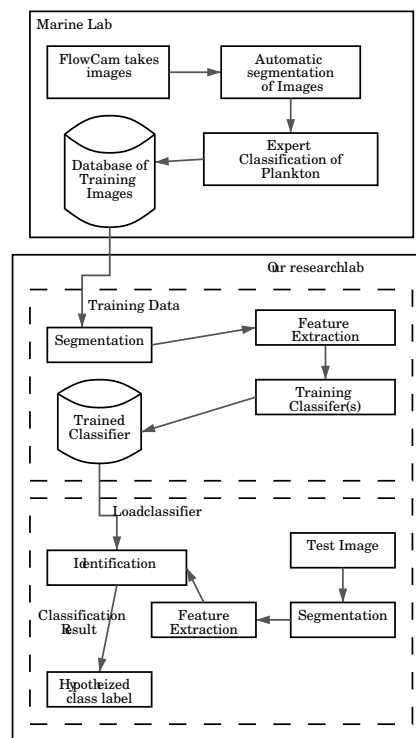 Marine Lab
FlowCam takes
images
Automatic
segmentation
of Images
Expert
Classification of
Plankton
Database of
Training
Images
Our researchlab
Training Data
Segmentation
Feature
Extraction
Training
Classifer(s)
Trained
Classifier
Loadclassifier
Identification
Test Image
Segmentation
Feature
Extraction
Classification
Result
Hypotheized
class label